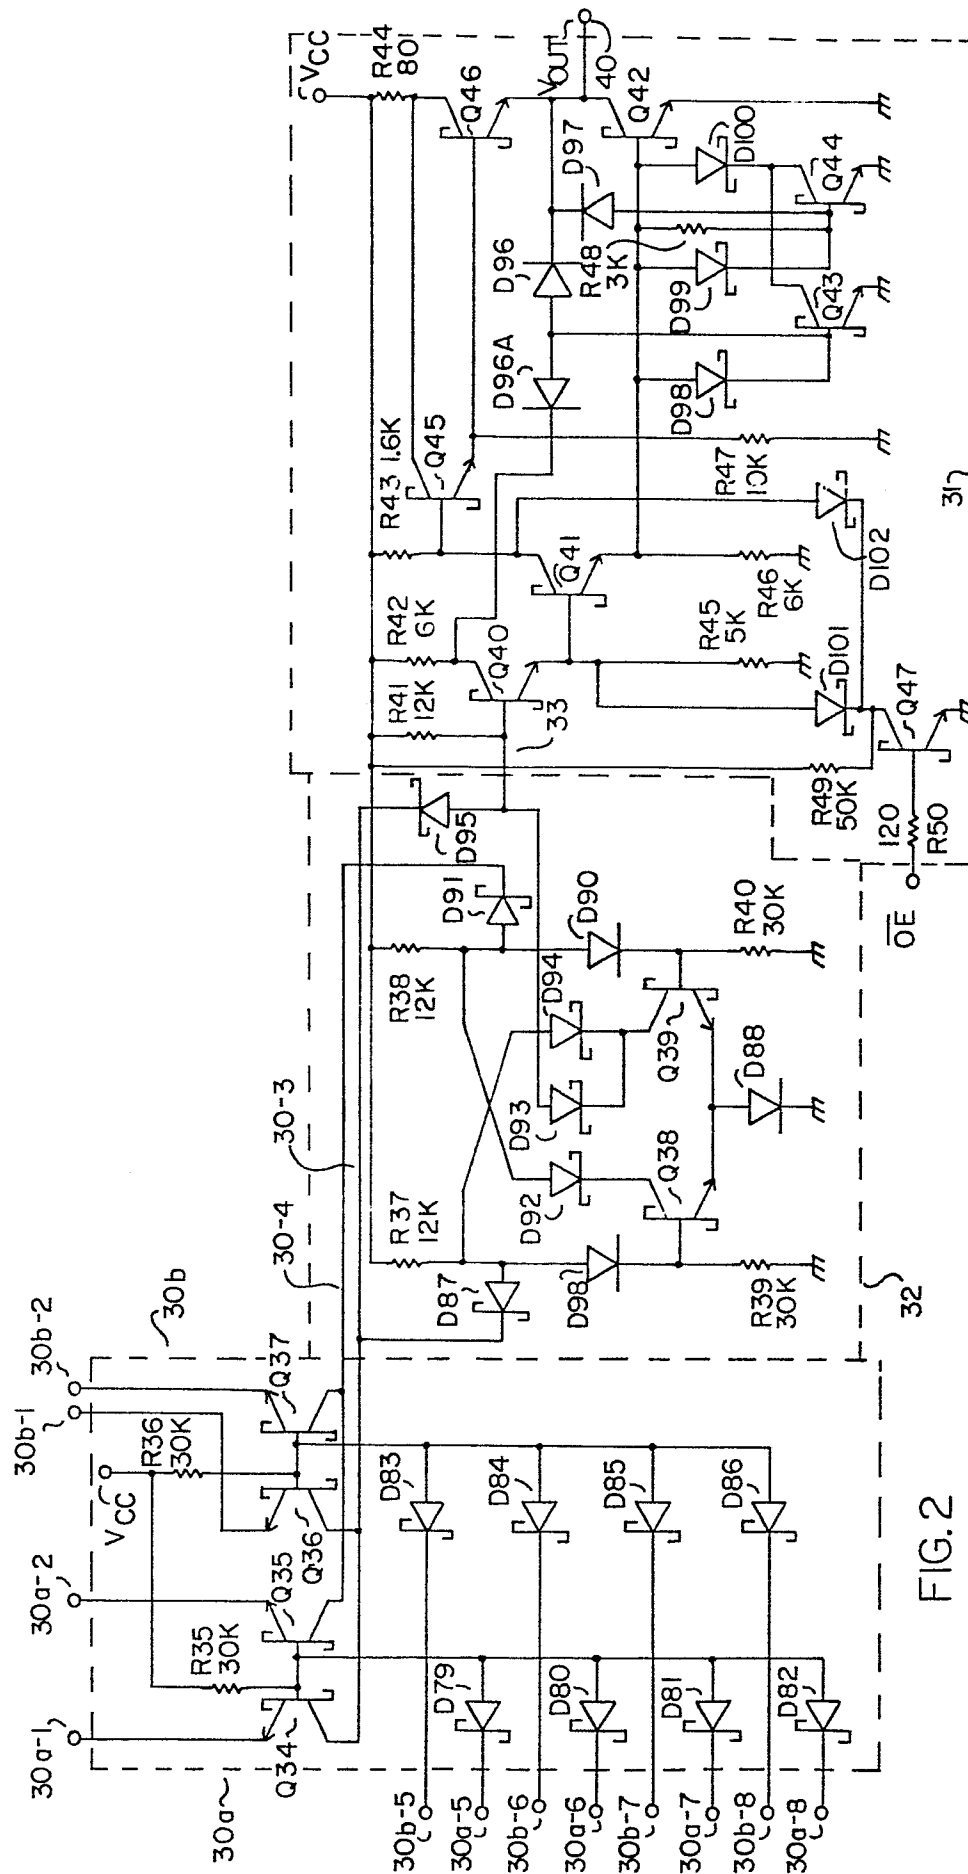 30a
30a-1
30a-2
30b-1
30b-2
30b
VCC
R35
30K
R36
30K
Q34
Q35
Q36
Q37
30b-5
30a-5
30b-6
30a-6
30b-7
30a-7
30b-8
30a-8
D79
D80
D81
D82
D83
D84
D85
D86
30-4
30-3
R37
12K
R38
12K
D87
D91
D95
D98
D92
D93
D94
D90
Q38
Q39
D88
R39
30K
R40
30K
32
33
R41
12K
R42
6K
R43 1.6K
R44
80
VCC
Q40
Q41
Q45
Q46
VOUT
40
Q42
D96A
D96
D97
R48
3K
D98
D99
D100
Q43
Q44
R45
5K
R46
6K
R47
10K
D101
D102
R49
50K
Q47
120
R50
OE
31
FIG. 2